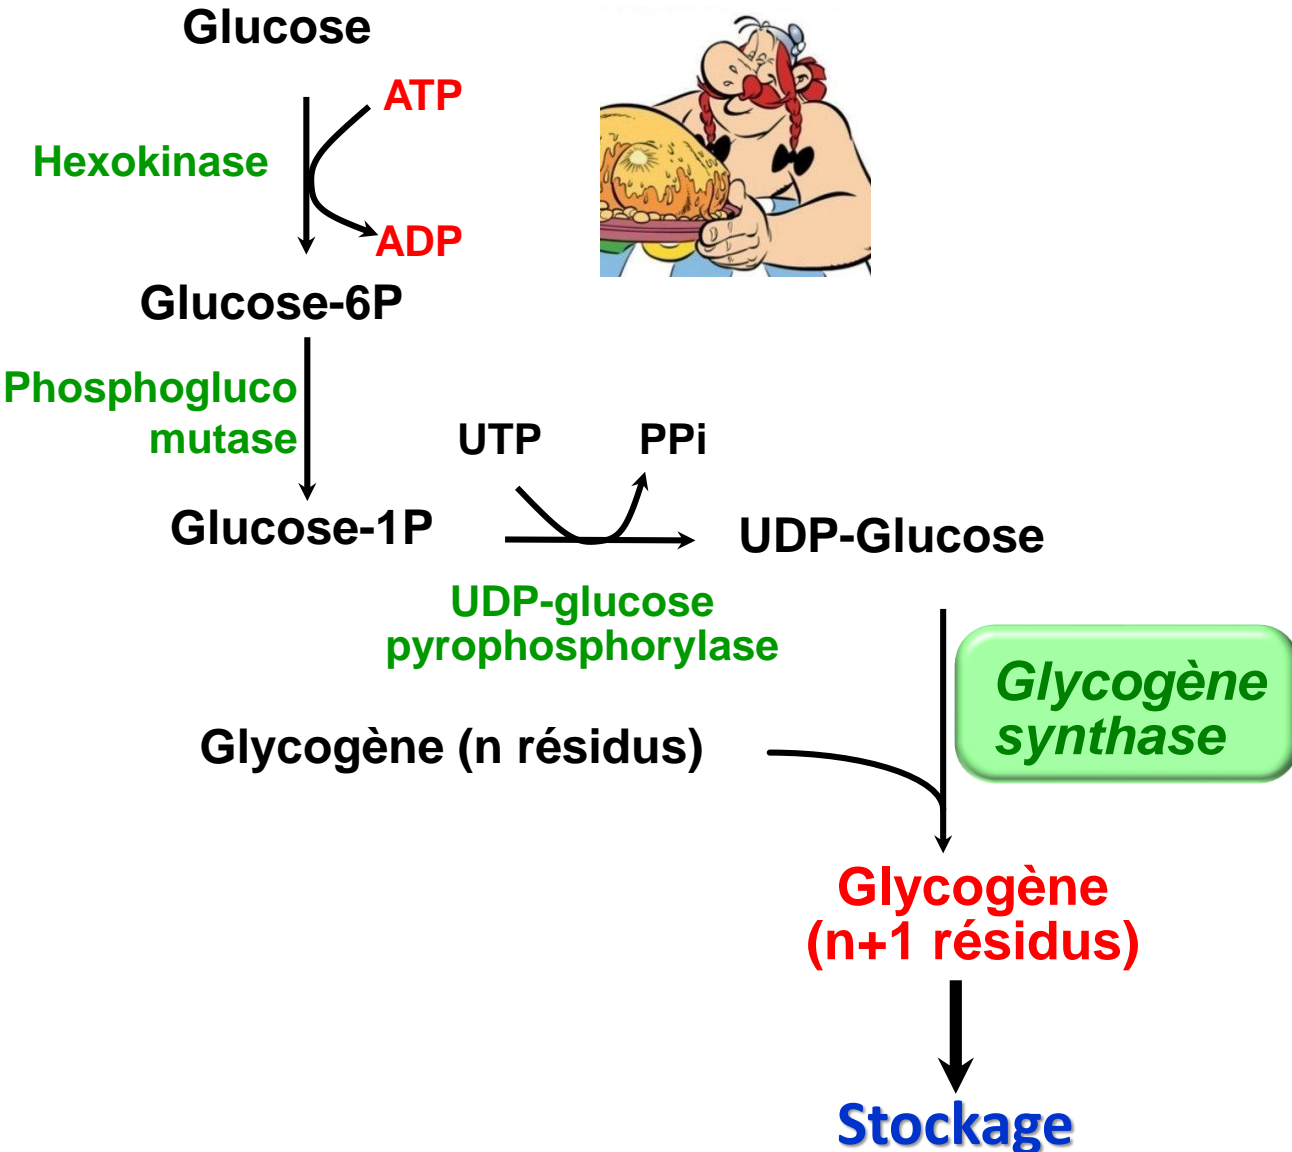 Glucose
ATP
Hexokinase
ADP
Glucose-6P
Phosphogluco
mutase
UTP
PPi
Glucose-1P
UDP-Glucose
UDP-glucose
pyrophosphorylase
Glycogène
synthase
Glycogène (n résidus)
Glycogène
(n+1 résidus)
Stockage